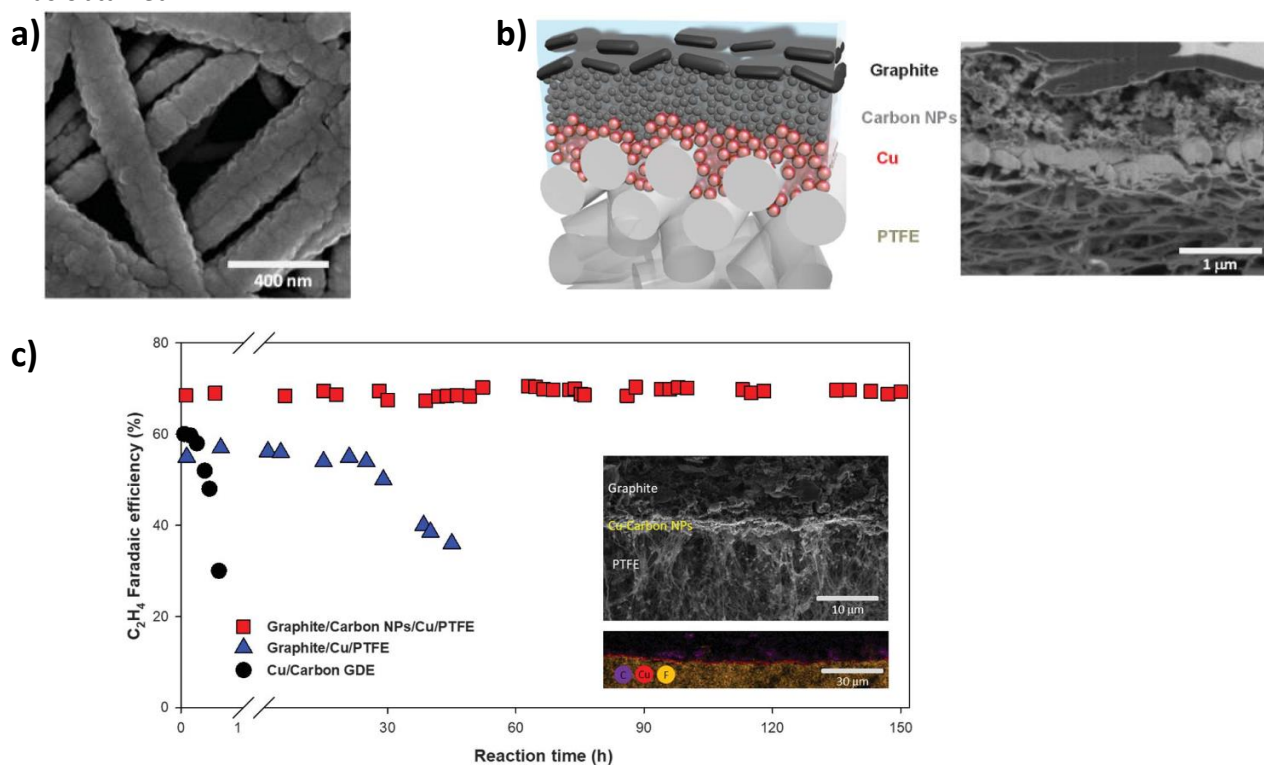 a)
400 nm
b)
Graphite
Carbon NPs
Cu
PTFE
1 μm
c)
80
60
40
20
0
C₂H₄ Faradaic efficiency (%)
Graphite/Carbon NPs/Cu/PTFE
Graphite/Cu/PTFE
Cu/Carbon GDE
Graphite
Cu-Carbon NPs
PTFE
10 μm
C Cu F
30 μm
0 1 30 60 90 120 150
Reaction time (h)